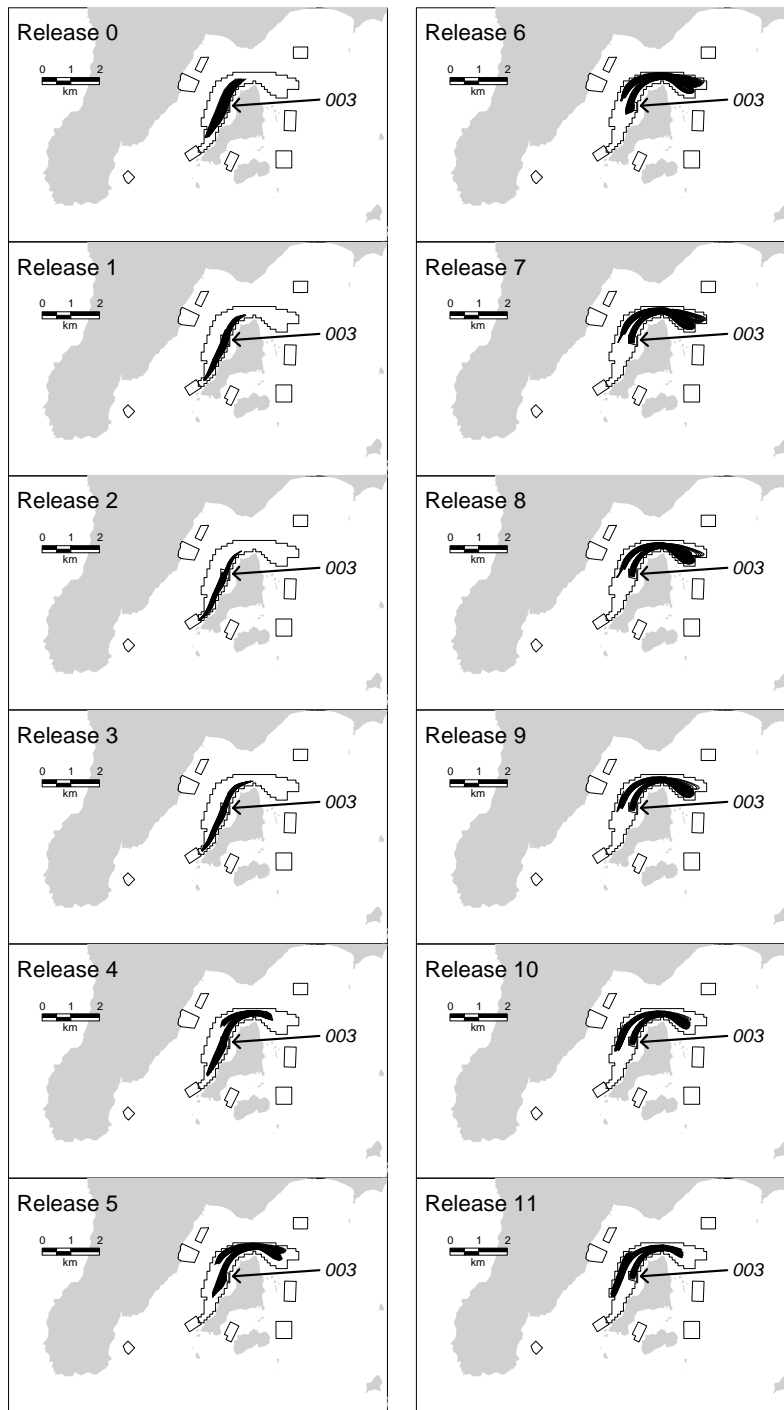 Release 0
0 1 2
km
003
Release 1
0 1 2
km
003
Release 2
0 1 2
km
003
Release 3
0 1 2
km
003
Release 4
0 1 2
km
003
Release 5
0 1 2
km
003
Release 6
0 1 2
km
003
Release 7
0 1 2
km
003
Release 8
0 1 2
km
003
Release 9
0 1 2
km
003
Release 10
0 1 2
km
003
Release 11
0 1 2
km
003